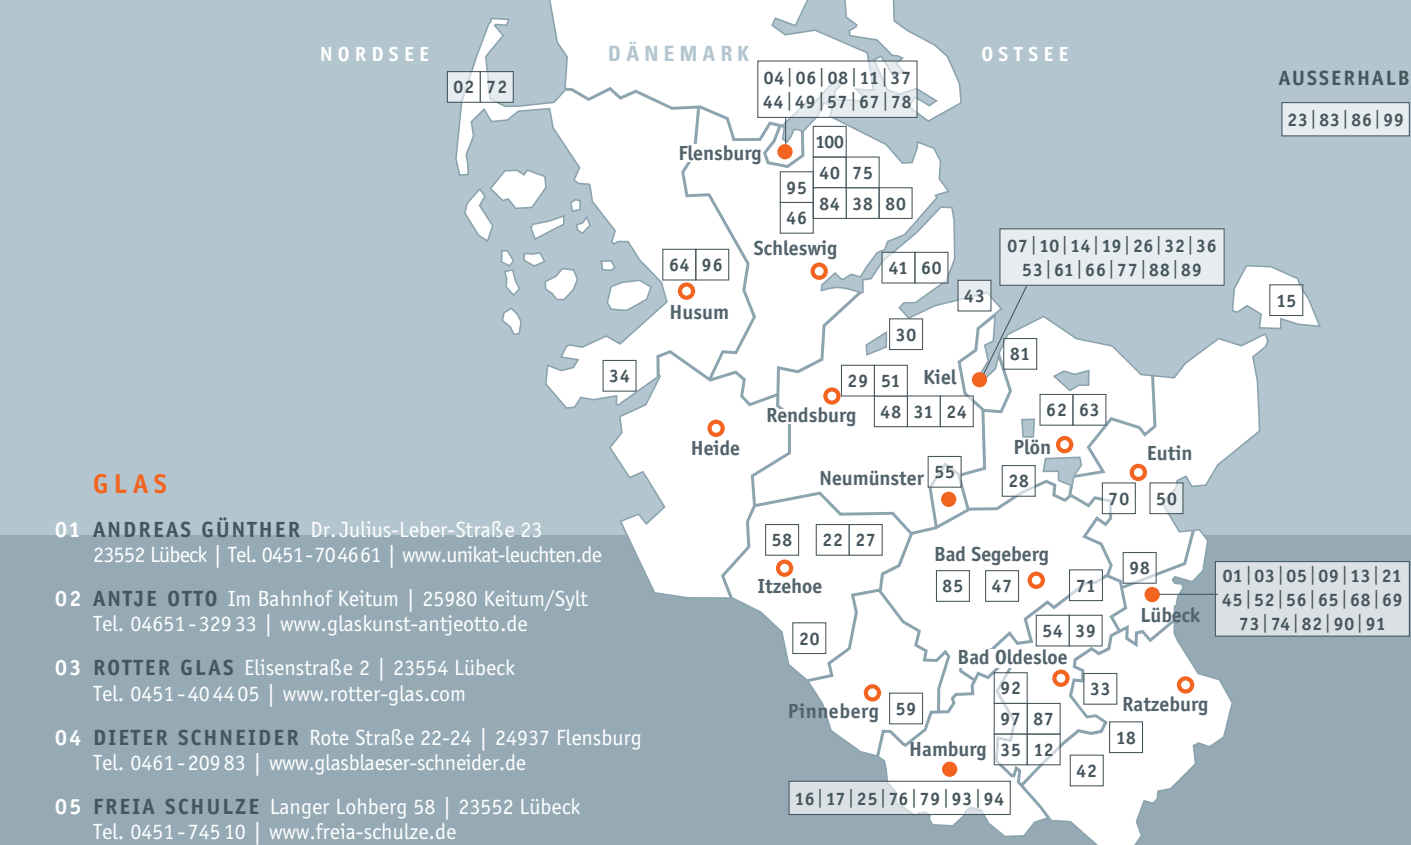 NORDSEE
DÄNEMARK
OSTSEE
AUSSERHALB
02|72
04|06|08|11|37
44|49|57|67|78
23|83|86|99
Flensburg
100
40|75
95
84|38|80
46
Schleswig
64|96
Husum
41|60
07|10|14|19|26|32|36
53|61|66|77|88|89
43
15
30
81
34
29|51
Kiel
Rendsburg
48|31|24
62|63
Heide
Plön
Eutin
Neumünster
55
28
70
50
58
22|27
Itzehoe
Bad Segeberg
85
47
71
98
Lübeck
01|03|05|09|13|21
45|52|56|65|68|69
73|74|82|90|91
20
54|39
Bad Oldesloe
92
33
Ratzeburg
Pinneberg
59
97|87
18
Hamburg
35|12
42
16|17|25|76|79|93|94
GLAS
01 ANDREAS GÜNTHER Dr.Julius-Leber-Straße 23
23552 Lübeck | Tel. 0451-704661 | www.unikat-leuchten.de
02 ANTJE OTTO Im Bahnhof Keitum | 25980 Keitum/Sylt
Tel. 04651-329 33 | www.glaskunst-antjeotto.de
03 ROTTER GLAS Elisenstraße 2 | 23554 Lübeck
Tel. 0451-40 44 05 | www.rotter-glas.com
04 DIETER SCHNEIDER Rote Straße 22-24 | 24937 Flensburg
Tel. 0461-209 83 | www.glasblaeser-schneider.de
05 FREIA SCHULZE Langer Lohberg 58 | 23552 Lübeck
Tel. 0451-745 10 | www.freia-schulze.de